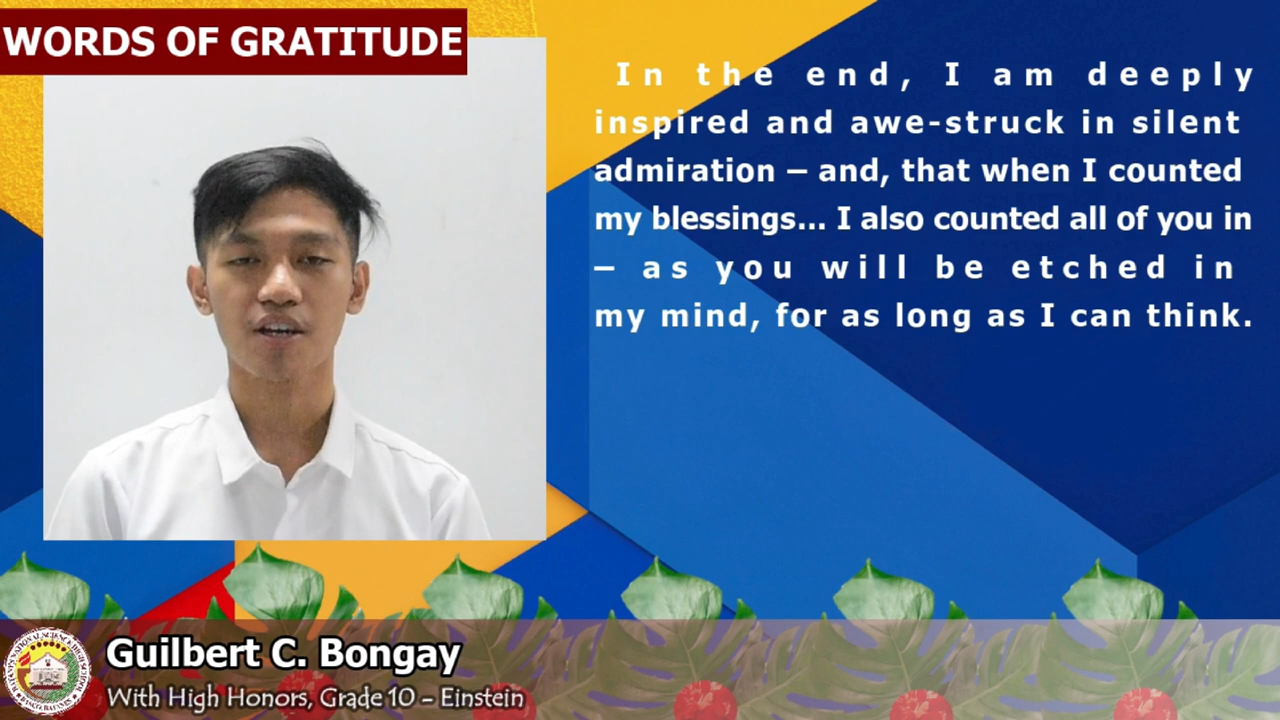 WORDS OF GRATITUDE
In the end, I am deeply
inspired and awe-struck in silent
admiration – and, that when I counted
my blessings... I also counted all of you in
– as you will be etched in
my mind, for as long as I can think.
Guilbert C. Bongay
With High Honors, Grade 10 – Einstein